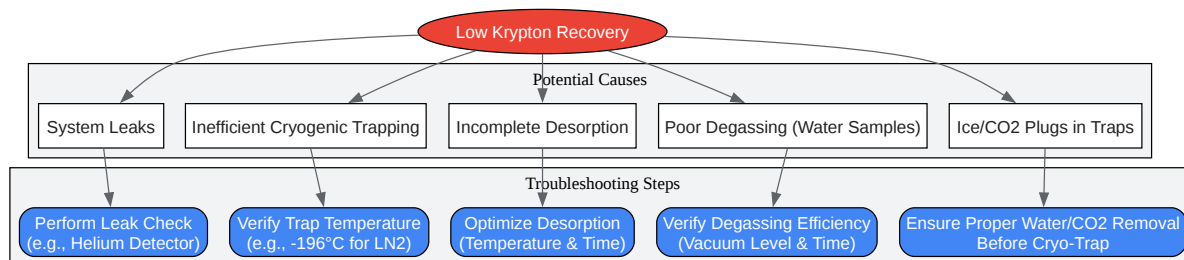 Low Krypton Recovery
Potential Causes
System Leaks
Inefficient Cryogenic Trapping
Incomplete Desorption
Poor Degassing (Water Samples)
Ice/CO2 Plugs in Traps
Troubleshooting Steps
Perform Leak Check
(e.g., Helium Detector)
Verify Trap Temperature
(e.g., -196°C for LN2)
Optimize Desorption
(Temperature & Time)
Verify Degassing Efficiency
(Vacuum Level & Time)
Ensure Proper Water/CO2 Removal
Before Cryo-Trap